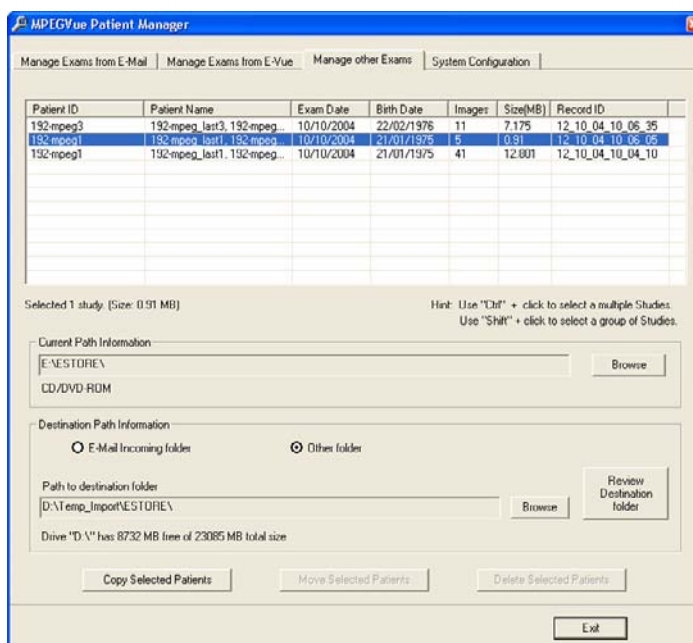 MPEGVue Patient Manager
Manage Exams from E-Mail Manage Exams from E-Vue Manage other Exams System Configuration
Patient ID Patient Name Exam Date Birth Date Images Size(MB) Record ID
192-mpeg3 192-mpeg_last3, 192-mpeg... 10/10/2004 22/02/1976 11 7.175 12_10_04_10_06_35
192-mpeg1 192-mpeg_last1, 192-mpeg... 10/10/2004 21/01/1975 5 0.91 12_10_04_10_06_05
192-mpeg1 192-mpeg_last1, 192-mpeg... 10/10/2004 21/01/1975 41 12.801 12_10_04_10_04_10
Selected 1 study. (Size: 0.91 MB) Hint: Use "Ctrl" + click to select a multiple Studies.
Use "Shift" + click to select a group of Studies.
Current Path Information
E:\ESTORE\ Browse
CD/DVD-ROM
Destination Path Information
E-Mail Incoming folder Other folder
Path to destination folder
D:\Temp_Import\ESTORE\ Browse
Review
Destination
folder
Drive "D:\" has 8732 MB free of 23085 MB total size
Copy Selected Patients Move Selected Patients Delete Selected Patients
Exit